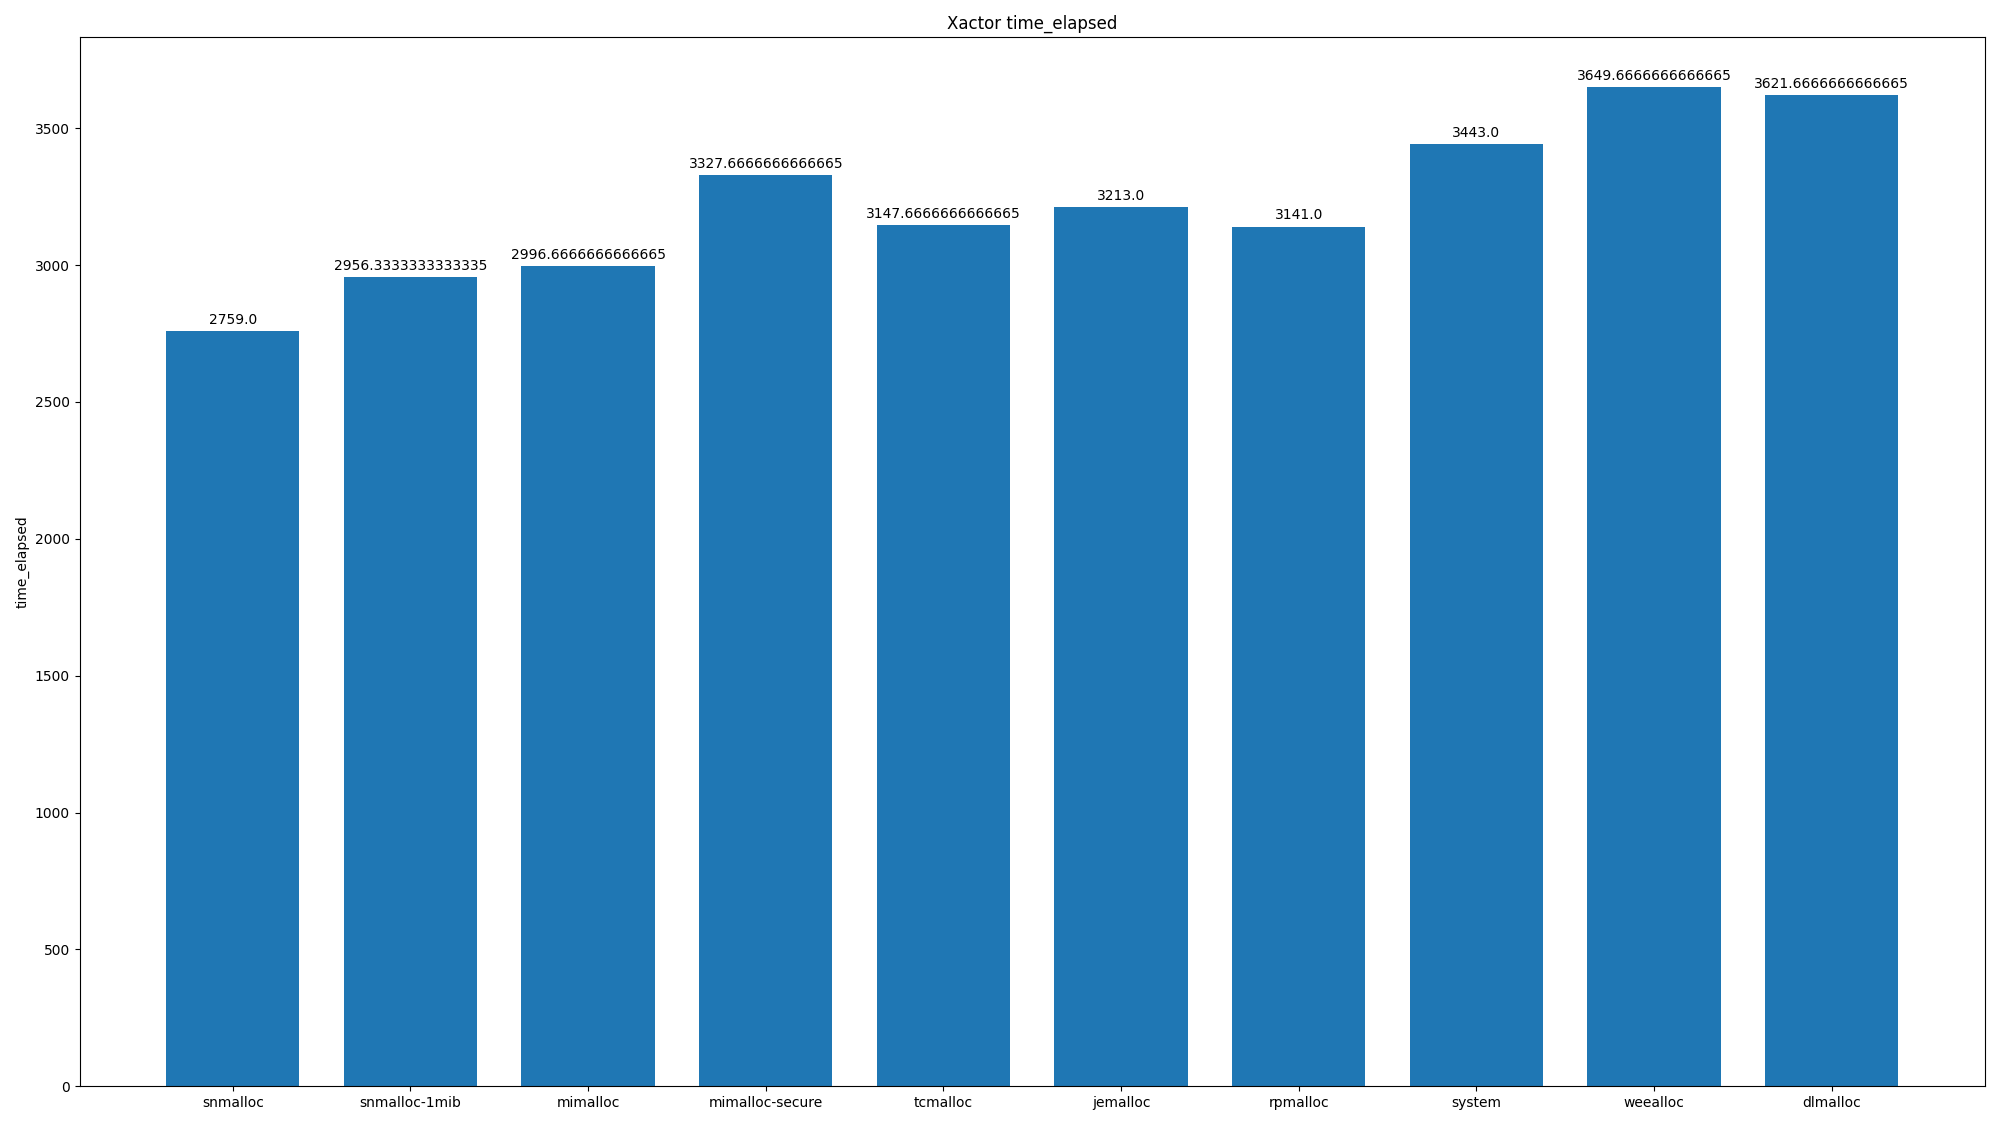 Xactor time_elapsed
time_elapsed
3500
3000
2500
2000
1500
1000
500
0
2759.0
2956.3333333333335
2996.6666666666665
3327.6666666666665
3147.6666666666665
3213.0
3141.0
3443.0
3649.6666666666665
3621.6666666666665
snmalloc
snmalloc-1mib
mimalloc
mimalloc-secure
tcmalloc
jemalloc
rpmalloc
system
weealloc
dlmalloc